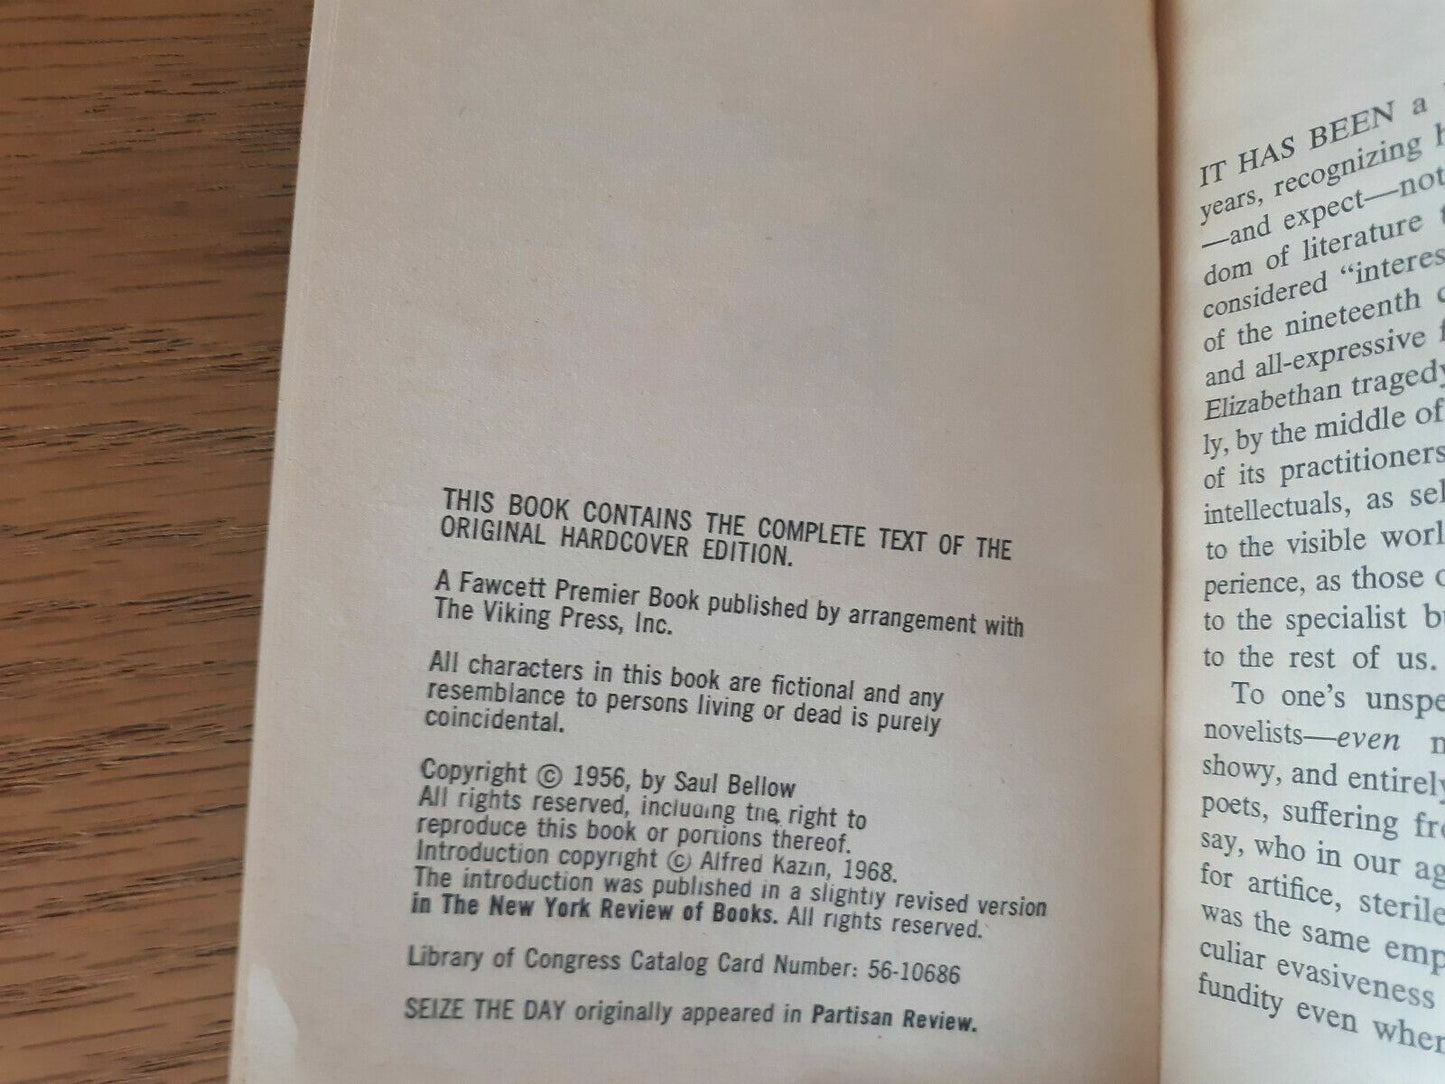 THIS BOOK CONTAINS THE COMPLETE TEXT OF THE
ORIGINAL HARDCOVER EDITION.
A Fawcett Premier Book published by arrangement with
The Viking Press, Inc.
All characters in this book are fictional and any
resemblance to persons living or dead is purely
coincidental.
Copyright © 1956, by Saul Bellow
All rights reserved, including the right to
reproduce this book or portions thereof.
Introduction copyright © Alfred Kazin, 1968.
The introduction was published in a slightly revised version
in The New York Review of Books. All rights reserved.
Library of Congress Catalog Card Number: 56-10686
SEIZE THE DAY originally appeared in Partisan Review.
IT HAS BEEN a
years, recognizing
—and expect—not
dom of literature
considered "interes
of the nineteenth
and all-expressive
Elizabethan tragedy
ly, by the middle of
of its practitioners
intellectuals, as sel
to the visible worl
perience, as those
to the specialist bu
to the rest of us.
To one's unspe
novelists—even
showy, and entirely
poets, suffering fro
say, who in our ag
for artifice, sterile
was the same emp
culiar evasiveness
fundity even wher